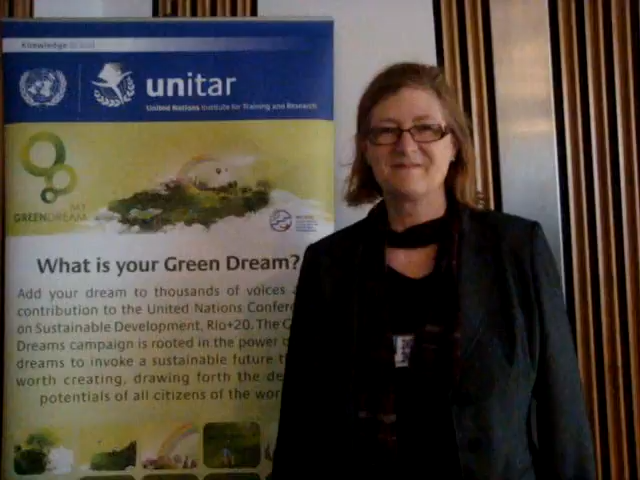 Knowledge
unitar
United Nations Institute for Training and Research
MY
GREENDREAM
What is your Green Dream?
Add your dream to thousands of voices
contribution to the United Nations
on Sustainable Development, Rio+20. The
Dreams campaign is rooted in the power
dreams to invoke a sustainable future
worth creating, drawing forth the
potentials of all citizens of the